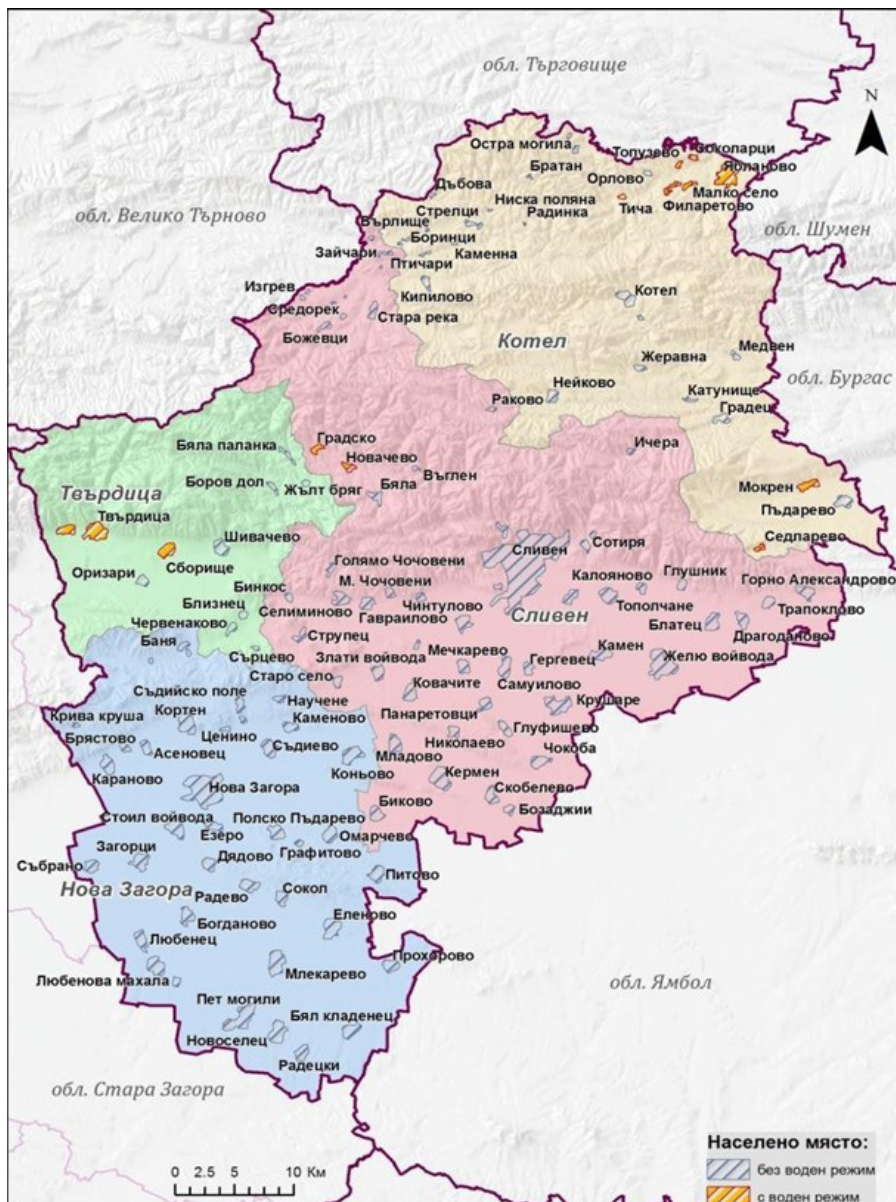 обл. Търговище
N
Остра могила
Топузево
Соколарци
Братан
Ябланово
Орлово
Дъбова
Малко село
Ниска поляна
Стрелци
Филаретово
Тича
Радинка
обл. Велико Търново
Върлище
обл. Шумен
Боринци
Зайчари
Каменна
Птичари
Изгрев
Кипилово
Котел
Средорек
Стара река
Божевци
Котел
Медвен
Жеравна
обл. Бургас
Нейково
Катунище
Раково
Градец
Градско
Бяла паланка
Ичера
Новачево
Въглен
Боров дол
Жълт бряг
Бяла
Мокрен
Твърдица
Пъдарево
Твърдица
Шивачево
Сливен
Сотиря
Седларево
Сборище
Голямо Чочовени
Оризари
Калояново
Глушник
Горно Александрово
Бинкос
М. Чочовени
Близнец
Селиминово
Чинтулово
Тополчане
Трапоклово
Гавраилово
Сливен
Червенаково
Блатец
Драгоданово
Баня
Струпец
Камен
Сърцево
Злати войвода
Мечкарево
Гергевец
Желю войвода
Старо село
Съдийско поле
Ковачите
Самуилово
Научене
Крушаре
Крива круша
Кортен
Каменово
Панаретовци
Брястово
Ценино
Глуфишево
Асеновец
Съдиево
Николаево
Младово
Чокоба
Караново
Коньово
Кермен
Нова Загора
Скобелево
Биково
Бозаджии
Стоил войвода
Полско Пъдарево
Езеро
Омарчево
Загорци
Графитово
Събрано
Дядово
Питово
Нова Загора
Сокол
Радево
Еленово
Богданово
Любенец
Прохорово
Млекарево
Любенова махала
обл. Ямбол
Пет могили
Бял кладенец
Новоселец
Радецки
обл. Стара Загора
Населено място:
0 2.5 5 10 Км
без воден режим
с воден режим